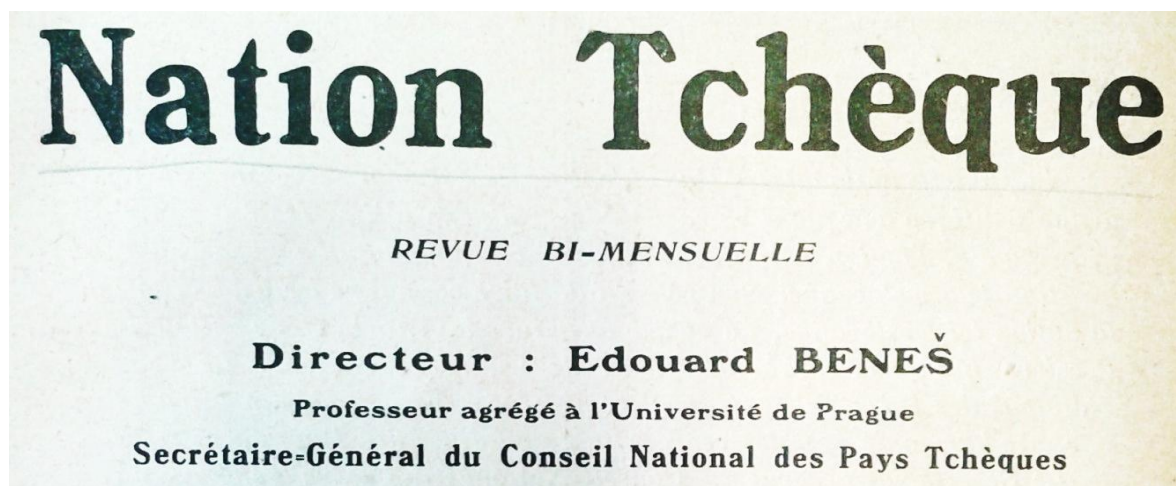 Nation Tchèque
REVUE BI-MENSUELLE
Directeur : Edouard BENEŠ
Professeur agrégé à l'Université de Prague
Secrétaire=Général du Conseil National des Pays Tchèques